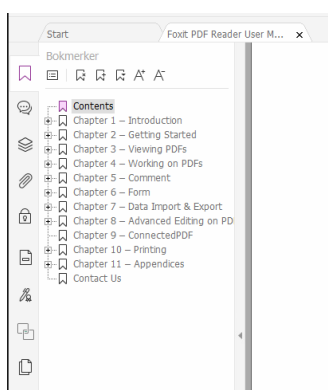 Start
Foxit PDF Reader User M...
Bokmerker
Contents
Chapter 1 – Introduction
Chapter 2 – Getting Started
Chapter 3 – Viewing PDFs
Chapter 4 – Working on PDFs
Chapter 5 – Comment
Chapter 6 – Form
Chapter 7 – Data Import & Export
Chapter 8 – Advanced Editing on PD
Chapter 9 – ConnectedPDF
Chapter 10 – Printing
Chapter 11 – Appendices
Contact Us